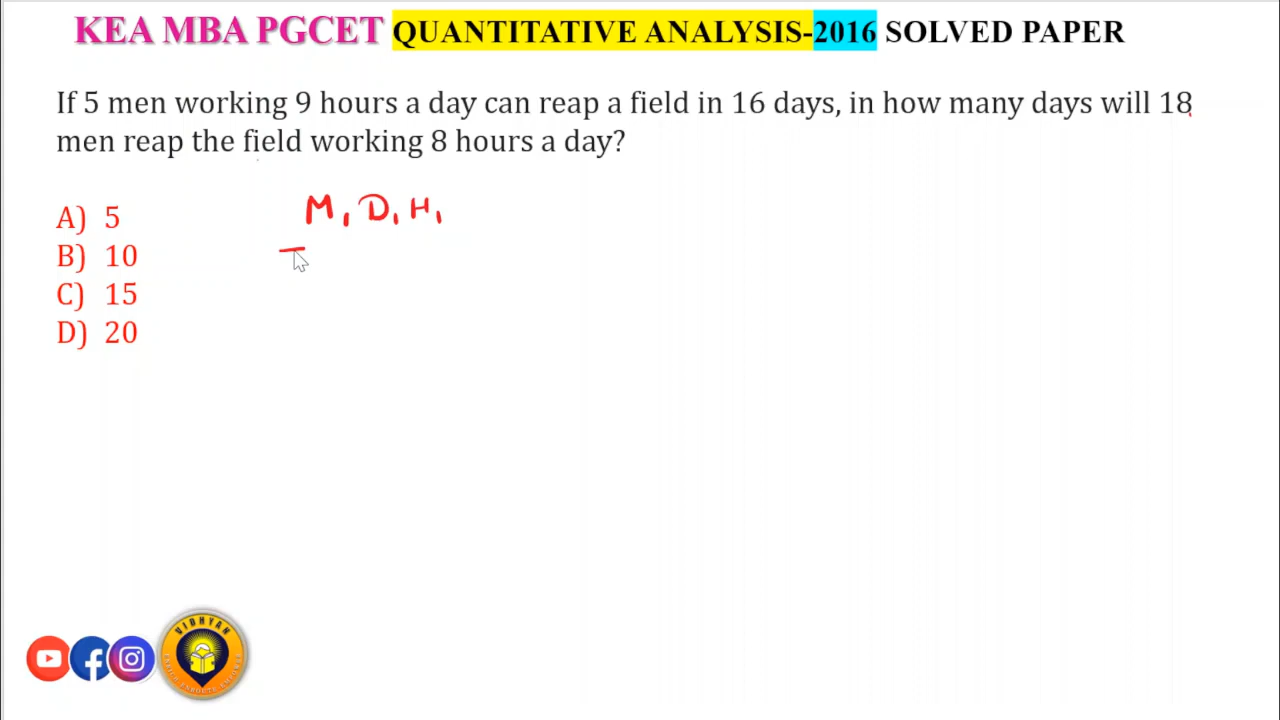 KEA MBA PGCET QUANTITATIVE ANALYSIS-2016 SOLVED PAPER
If 5 men working 9 hours a day can reap a field in 16 days, in how many days will 18
men reap the field working 8 hours a day?
A) 5
B) 10
C) 15
D) 20
M₁ D₁ H₁
VIDHYAH